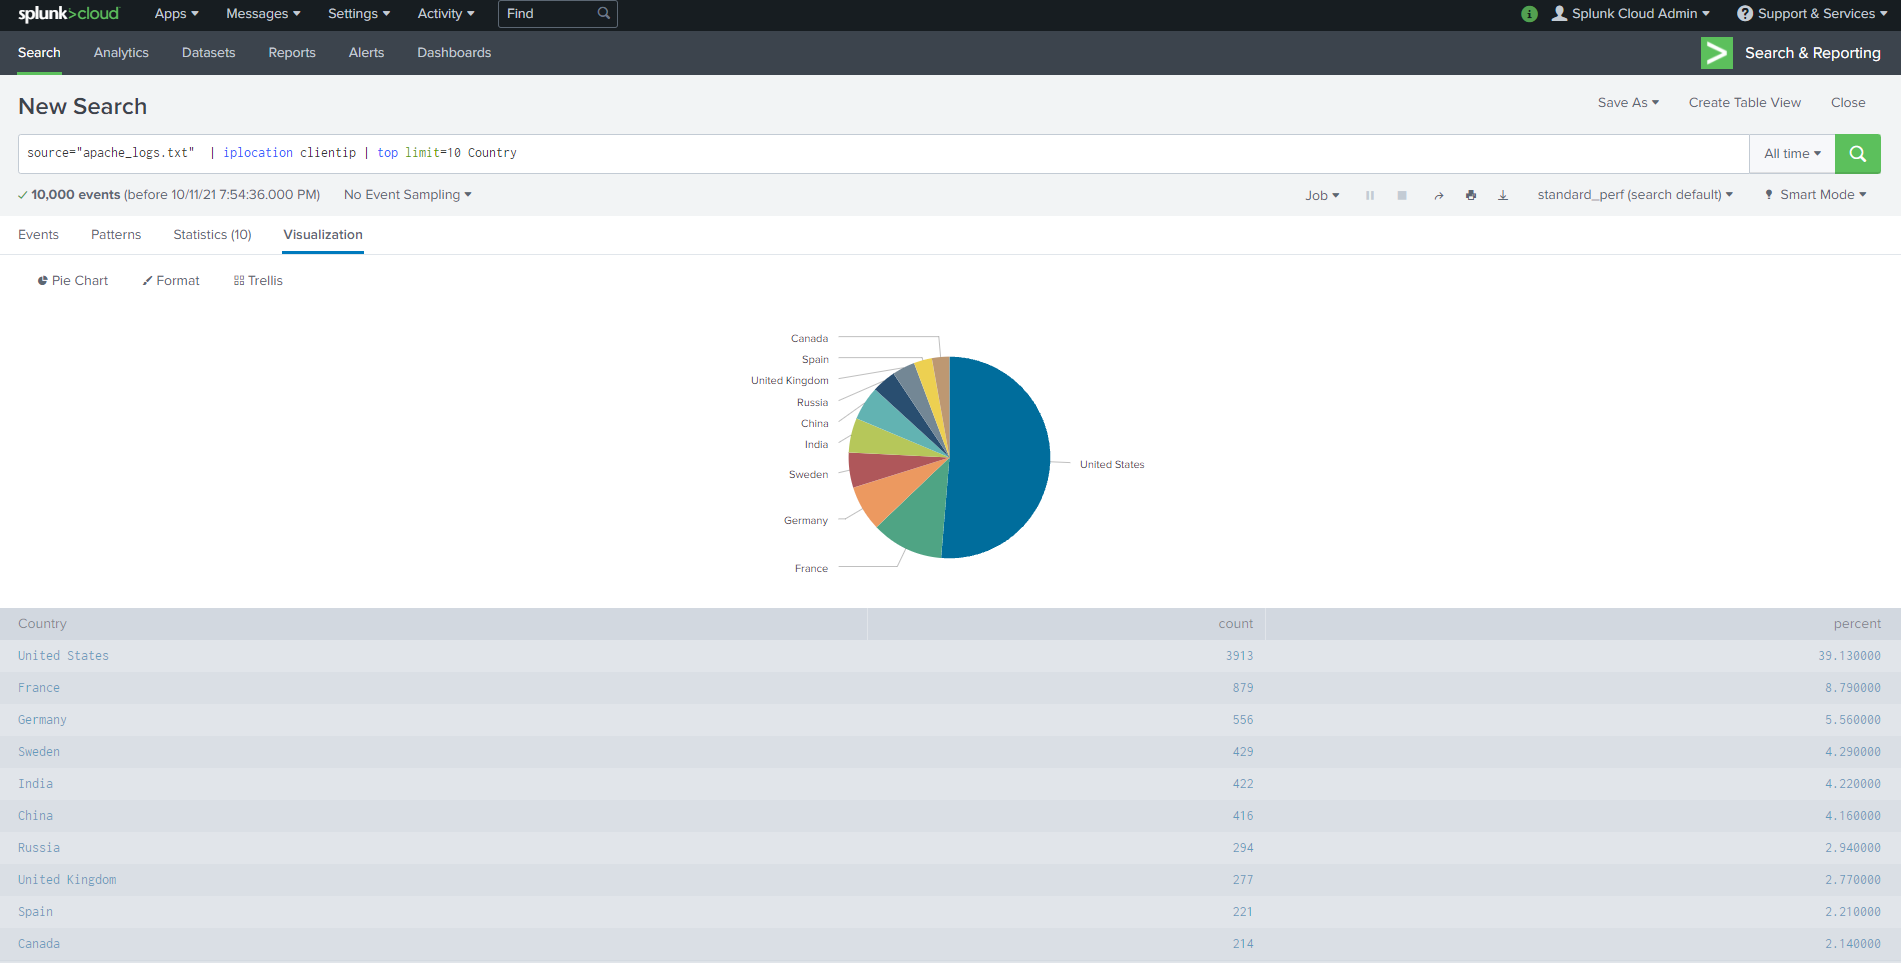 splunk>cloud Apps Messages Settings Activity Find i Splunk Cloud Admin ? Support & Services
Search Analytics Datasets Reports Alerts Dashboards > Search & Reporting
New Search Save As Create Table View Close
source="apache_logs.txt" | iplocation clientip | top limit=10 Country All time
✓ 10,000 events (before 10/11/21 7:54:36.000 PM) No Event Sampling Job standard_perf (search default) Smart Mode
Events Patterns Statistics (10) Visualization
Pie Chart Format Trellis
Canada
Spain
United Kingdom
Russia
China
India
United States
Sweden
Germany
France
Country count percent
United States 3913 39.130000
France 879 8.790000
Germany 556 5.560000
Sweden 429 4.290000
India 422 4.220000
China 416 4.160000
Russia 294 2.940000
United Kingdom 277 2.770000
Spain 221 2.210000
Canada 214 2.140000